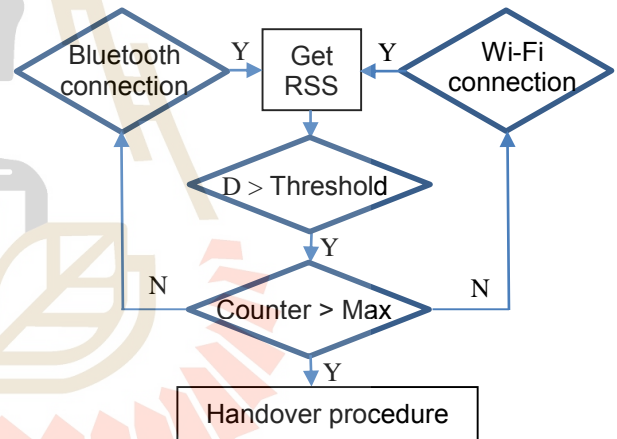 Bluetooth
connection
Y
Get
RSS
Y
Wi-Fi
connection
D > Threshold
Y
N
Counter > Max
N
Y
Handover procedure